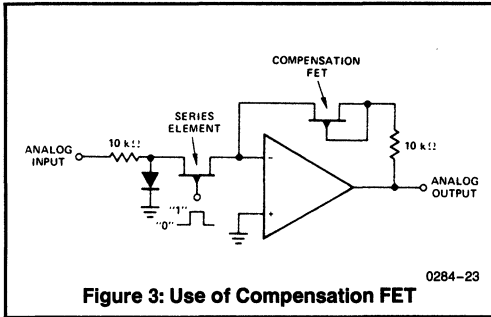 COMPENSATION
FET
SERIES
ELEMENT
10 kΩ
ANALOG
INPUT
10 kΩ
ANALOG
OUTPUT
"1"
"0"
-
+
0284-23
Figure 3: Use of Compensation FET